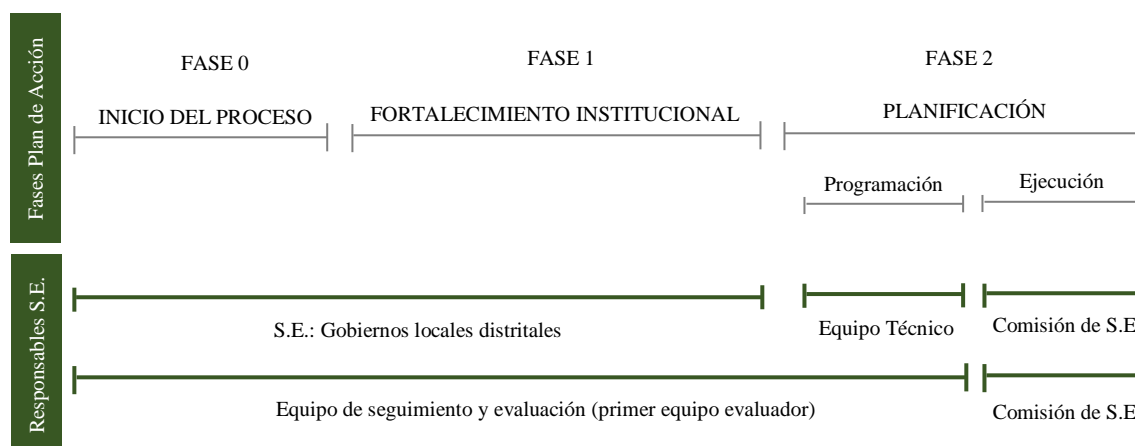 Fases Plan de Acción
FASE 0
FASE 1
FASE 2
INICIO DEL PROCESO
FORTALECIMIENTO INSTITUCIONAL
PLANIFICACIÓN
Programación
Ejecución
Responsables S.E.
S.E.: Gobiernos locales distritales
Equipo Técnico
Comisión de S.E
Equipo de seguimiento y evaluación (primer equipo evaluador)
Comisión de S.E